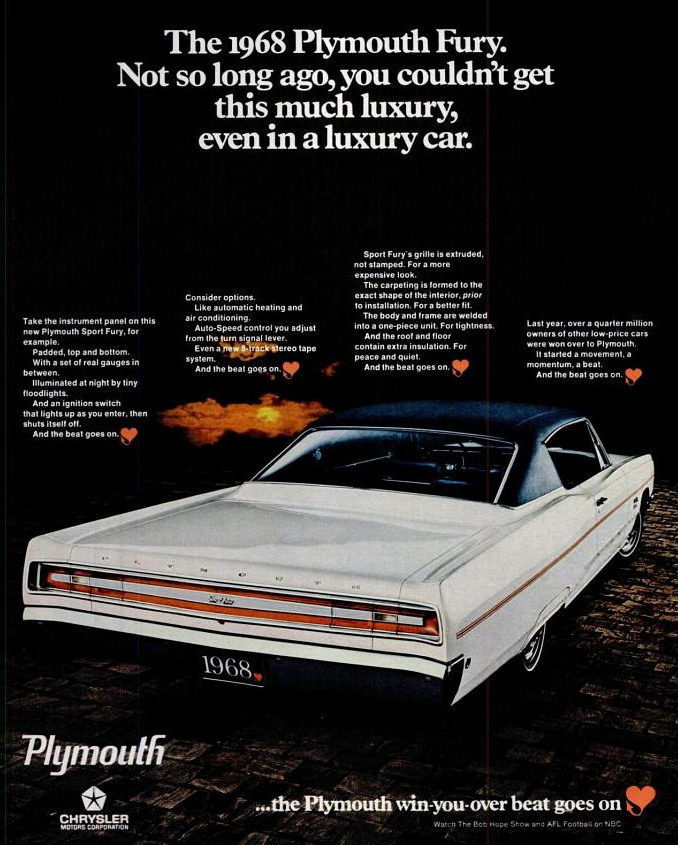 The 1968 Plymouth Fury.
Not so long ago, you couldn't get
this much luxury,
even in a luxury car.
Take the instrument panel on this
new Plymouth Sport Fury, for
example.
Padded, top and bottom.
With a set of real gauges in
between.
Illuminated at night by tiny
floodlights.
And an ignition switch
that lights up as you enter, then
shuts itself off.
And the beat goes on.
Consider options.
Like automatic heating and
air conditioning.
Auto-Speed control you adjust
from the turn signal lever.
Even a new 8-track stereo tape
system.
And the beat goes on.
Sport Fury's grille is extruded,
not stamped. For a more
expensive look.
The carpeting is formed to the
exact shape of the interior, prior
to installation. For a better fit.
The body and frame are welded
into a one-piece unit. For tightness.
And the roof and floor
contain extra insulation. For
peace and quiet.
And the beat goes on.
Last year, over a quarter million
owners of other low-price cars
were won over to Plymouth.
It started a movement, a
momentum, a beat.
And the beat goes on.
PLYMOUTH
1968
Plymouth
CHRYSLER
MOTORS CORPORATION
...the Plymouth win-you-over beat goes on
Watch The Bob Hope Show and AFL Football on NBC